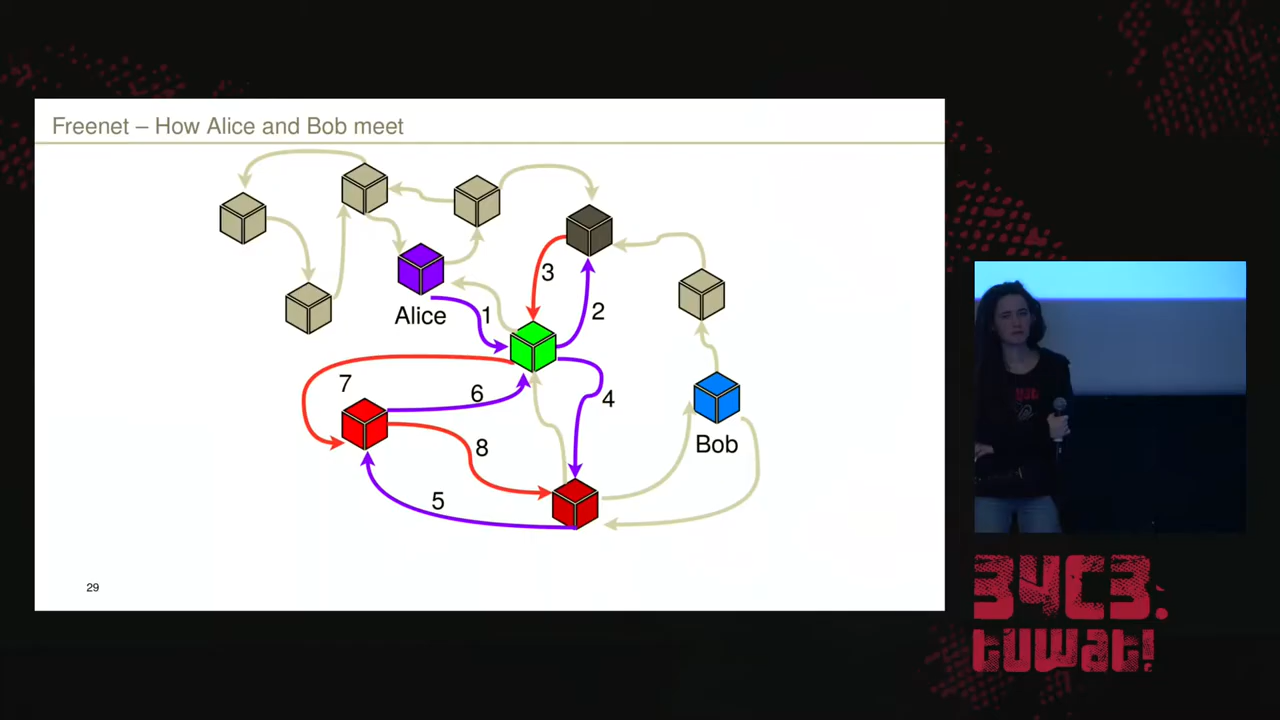 Freenet – How Alice and Bob meet
3
2
Alice
1
7
6
4
8
Bob
5
29
34C3.
tuwat!